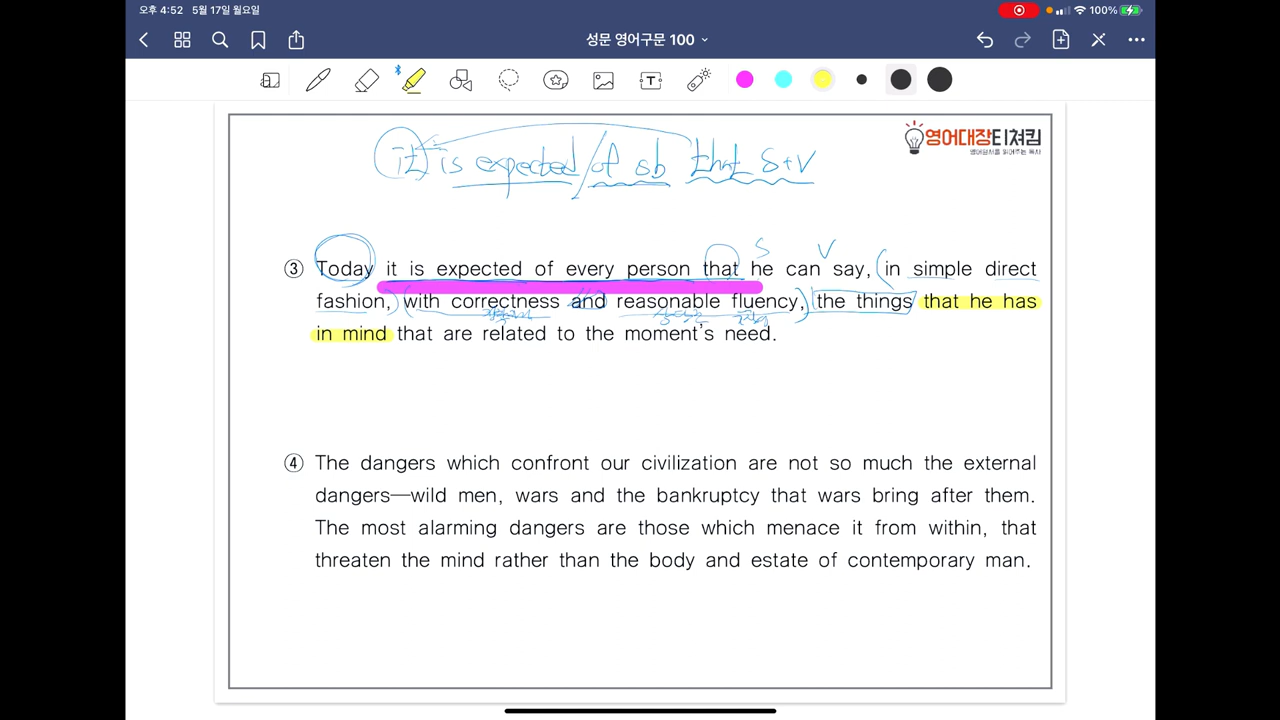 오후 4:52 5월 17일 월요일
100%
성문 영어구문 100
영어대장티쳐킴
it is expected / of sb that S+V
S V
③ Today it is expected of every person that he can say, (in simple direct
fashion,) (with correctness and reasonable fluency,) the things that he has
in mind that are related to the moment's need.
④ The dangers which confront our civilization are not so much the external
dangers—wild men, wars and the bankruptcy that wars bring after them.
The most alarming dangers are those which menace it from within, that
threaten the mind rather than the body and estate of contemporary man.